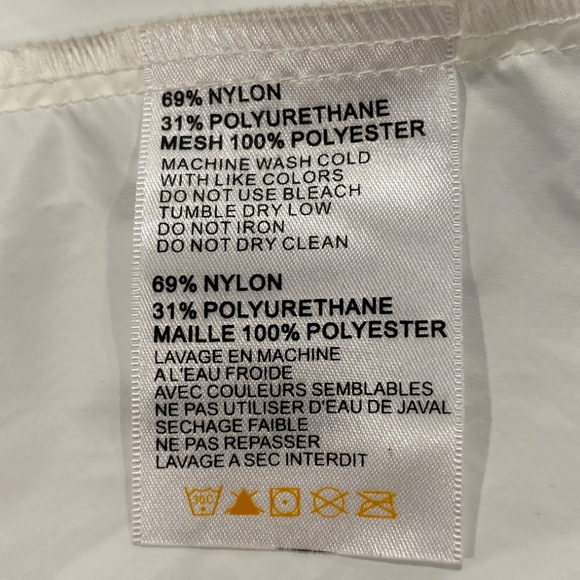 69% NYLON
31% POLYURETHANE
MESH 100% POLYESTER
MACHINE WASH COLD
WITH LIKE COLORS
DO NOT USE BLEACH
TUMBLE DRY LOW
DO NOT IRON
DO NOT DRY CLEAN
69% NYLON
31% POLYURETHANE
MAILLE 100% POLYESTER
LAVAGE EN MACHINE
A L'EAU FROIDE
AVEC COULEURS SEMBLABLES
NE PAS UTILISER D'EAU DE JAVAL
SECHAGE FAIBLE
NE PAS REPASSER
LAVAGE A SEC INTERDIT
30C